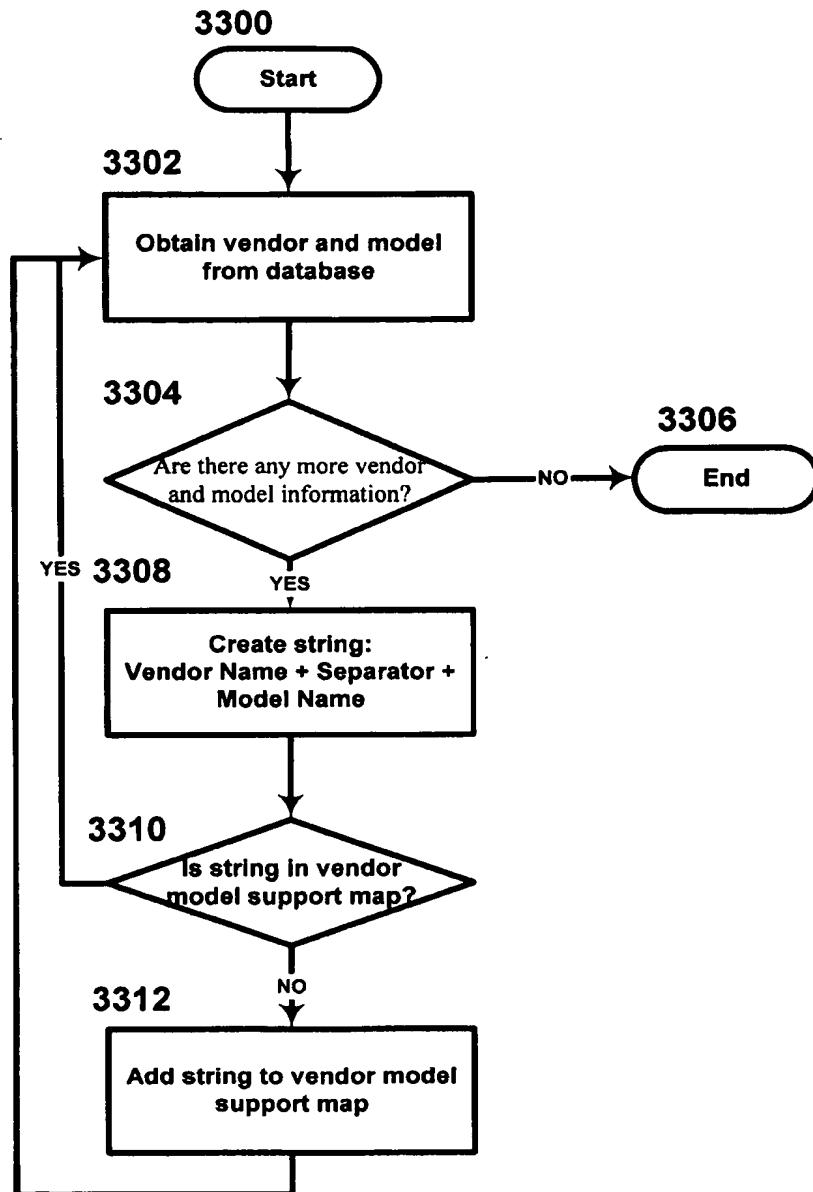 3300
Start
3302
Obtain vendor and model
from database
3304
Are there any more vendor
and model information?
NO
3306
End
YES
3308
YES
Create string:
Vendor Name + Separator +
Model Name
3310
Is string in vendor
model support map?
NO
3312
Add string to vendor model
support map